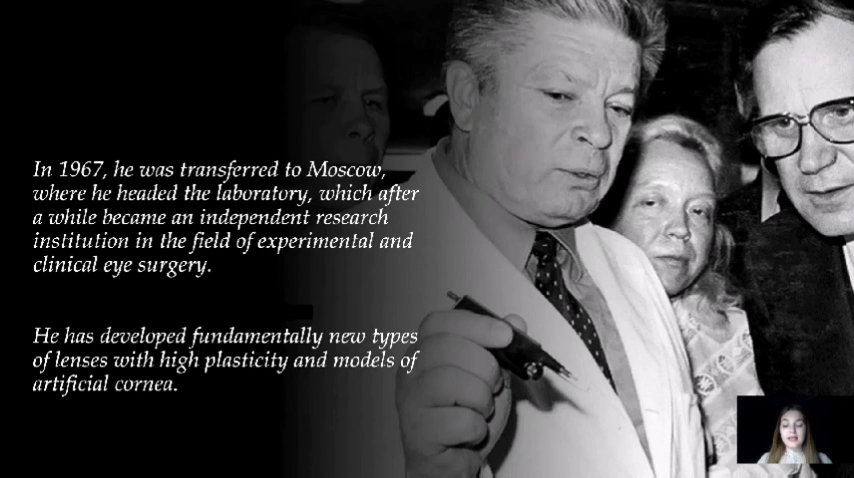 In 1967, he was transferred to Moscow,
where he headed the laboratory, which after
a while became an independent research
institution in the field of experimental and
clinical eye surgery.
He has developed fundamentally new types
of lenses with high plasticity and models of
artificial cornea.